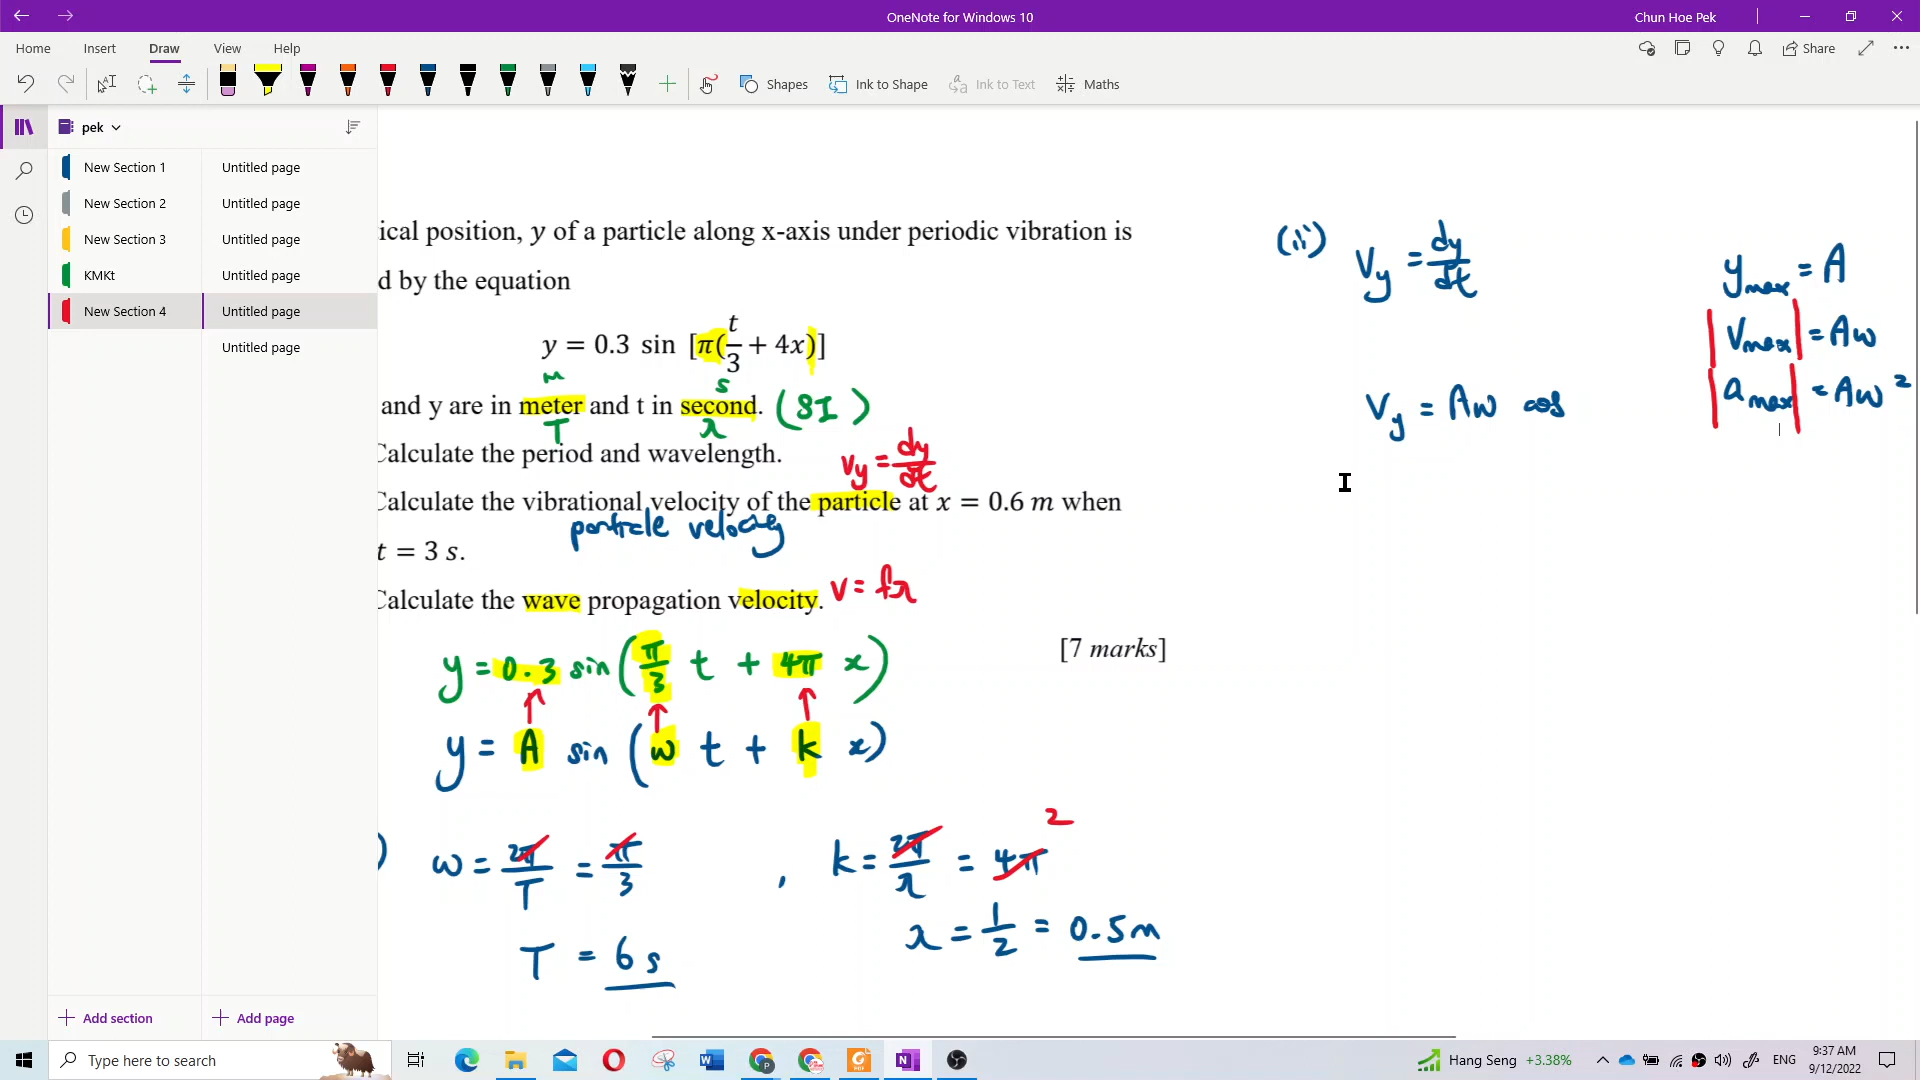 OneNote for Windows 10
Chun Hoe Pek
Home Insert Draw View Help
Share
Shapes Ink to Shape Ink to Text Maths
pek
New Section 1
New Section 2
New Section 3
KMKt
New Section 4
Untitled page
Untitled page
Untitled page
Untitled page
Untitled page
Untitled page
Add section
Add page
ical position, y of a particle along x-axis under periodic vibration is
d by the equation
y = 0.3 sin [π(t/3 + 4x)]
m s
and y are in meter and t in second. (SI)
T λ
Calculate the period and wavelength.
Vy = dy/dt
Calculate the vibrational velocity of the particle at x = 0.6 m when
particle velocity
t = 3 s.
Calculate the wave propagation velocity. v = fλ
[7 marks]
y = 0.3 sin (π/3 t + 4π x)
y = A sin (ω t + k x)
) ω = 2π/T = π/3 , k = 2π/λ = 4π 2
T = 6 s
λ = 1/2 = 0.5m
(ii) Vy = dy/dt
Vy = Aω cos
ymax = A
|Vmax| = Aω
|amax| = Aω²
Type here to search
Hang Seng +3.38%
ENG
9:37 AM
9/12/2022